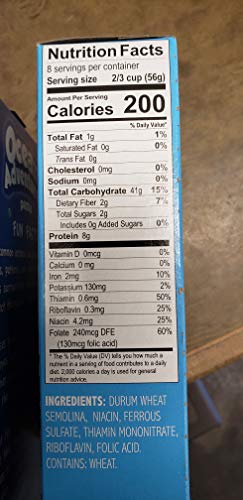 Nutrition Facts
8 servings per container
Serving size 2/3 cup (56g)
Amount Per Serving
Calories 200
% Daily Value*
Total Fat 1g 1%
Saturated Fat 0g 0%
Trans Fat 0g
Cholesterol 0mg 0%
Sodium 0mg 0%
Total Carbohydrate 41g 15%
Dietary Fiber 2g 7%
Total Sugars 2g
Includes 0g Added Sugars 0%
Protein 8g
Vitamin D 0mcg 0%
Calcium 0 mg 0%
Iron 2mg 10%
Potassium 130mg 2%
Thiamin 0.6mg 50%
Riboflavin 0.3mg 25%
Niacin 4.2mg 25%
Folate 240mcg DFE 60%
(130mcg folic acid)
* The % Daily Value (DV) tells you how much a
nutrient in a serving of food contributes to a daily
diet. 2,000 calories a day is used for general
nutrition advice.
INGREDIENTS: DURUM WHEAT
SEMOLINA, NIACIN, FERROUS
SULFATE, THIAMIN MONONITRATE,
RIBOFLAVIN, FOLIC ACID.
CONTAINS: WHEAT.
FUN